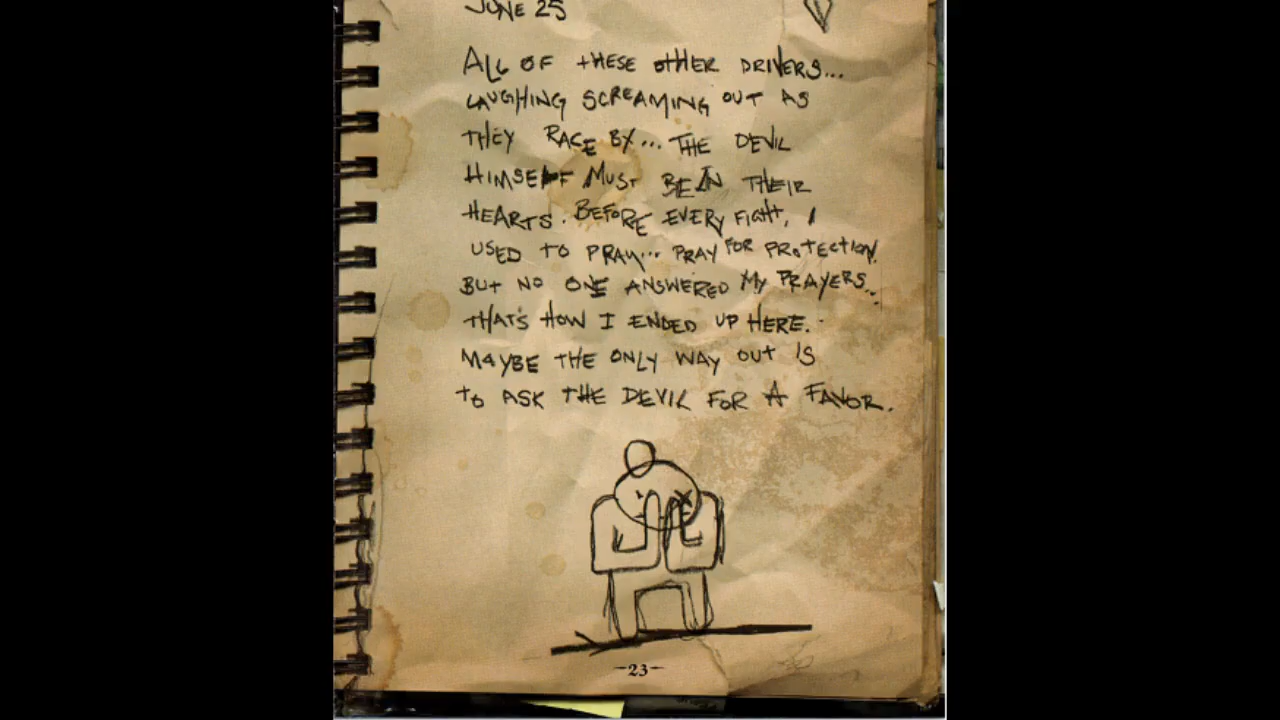 JUNE 25
ALL OF THESE OTHER DRIVERS...
LAUGHING SCREAMING OUT AS
THEY RACE BY... THE DEVIL
HIMSELF MUST BE IN THEIR
HEARTS. BEFORE EVERY FIGHT, I
USED TO PRAY... PRAY FOR PROTECTION.
BUT NO ONE ANSWERED MY PRAYERS...
THAT'S HOW I ENDED UP HERE.
MAYBE THE ONLY WAY OUT IS
TO ASK THE DEVIL FOR A FAVOR.
-23-